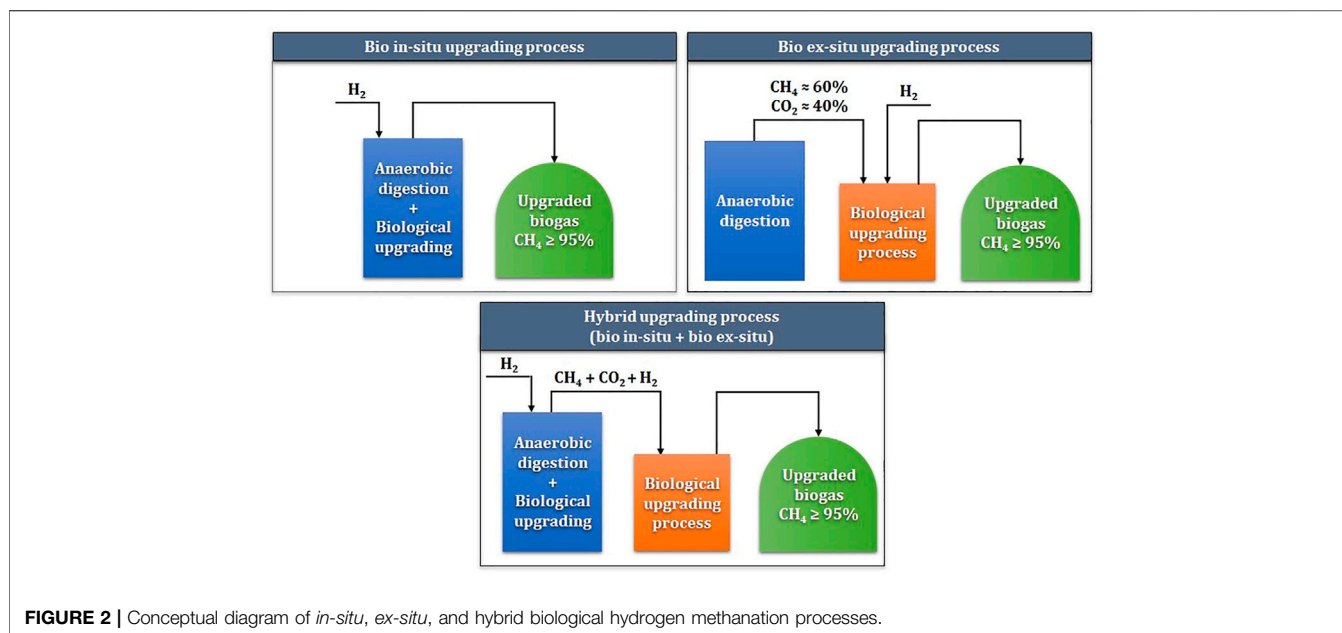 Bio in-situ upgrading process
H₂
Anaerobic
digestion
+
Biological
upgrading
Upgraded
biogas
CH₄ ≥ 95%
Bio ex-situ upgrading process
CH₄ ≈ 60%
CO₂ ≈ 40%
H₂
Anaerobic
digestion
Biological
upgrading
process
Upgraded
biogas
CH₄ ≥ 95%
Hybrid upgrading process
(bio in-situ + bio ex-situ)
H₂
CH₄ + CO₂ + H₂
Anaerobic
digestion
+
Biological
upgrading
Biological
upgrading
process
Upgraded
biogas
CH₄ ≥ 95%
FIGURE 2 | Conceptual diagram of in-situ, ex-situ, and hybrid biological hydrogen methanation processes.